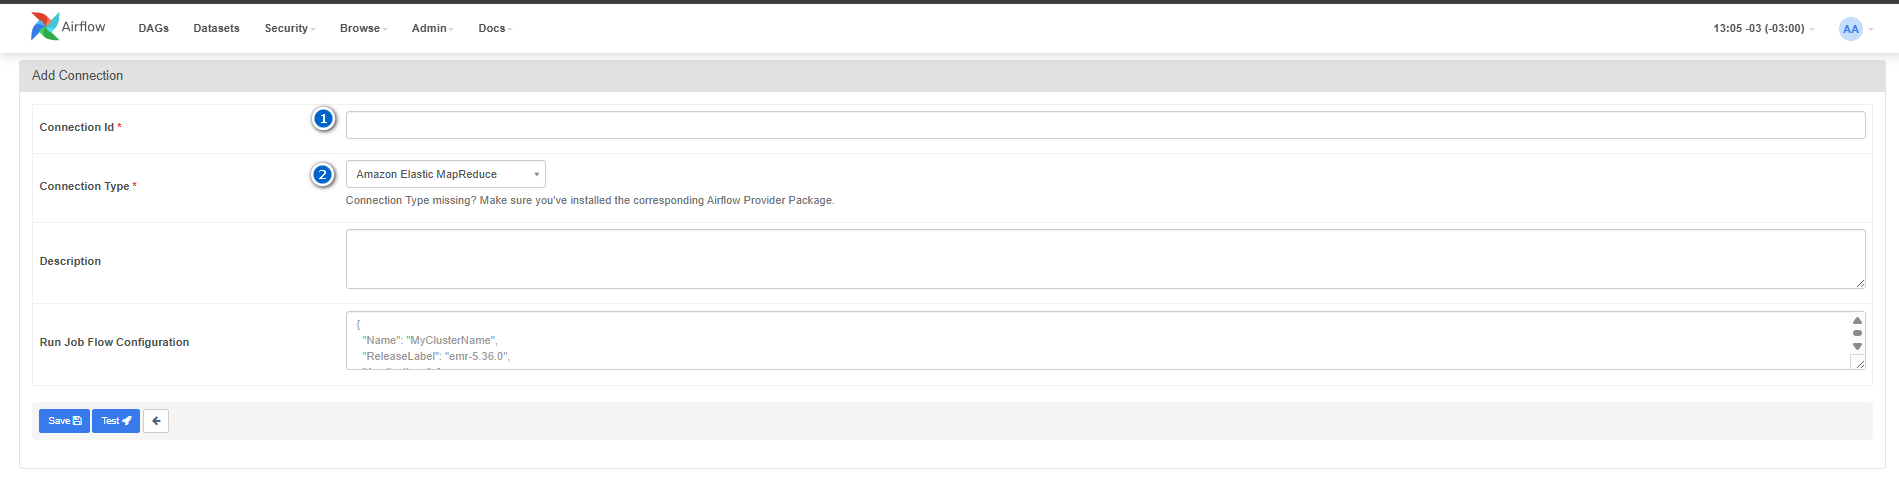 Airflow DAGs Datasets Security Browse Admin Docs 13:05 -03 (-03:00) AA
Add Connection
Connection Id * 1
Connection Type * 2 Amazon Elastic MapReduce
Connection Type missing? Make sure you've installed the corresponding Airflow Provider Package.
Description
Run Job Flow Configuration
{
"Name": "MyClusterName",
"ReleaseLabel": "emr-5.36.0",
Save Test